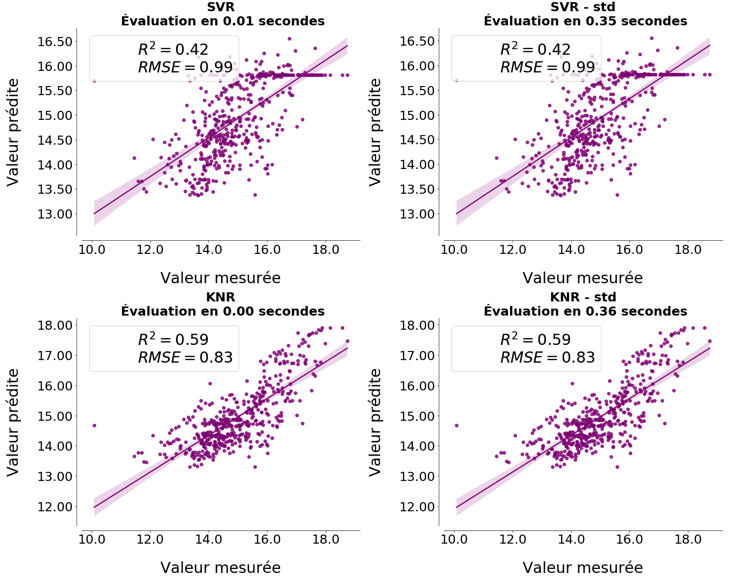 SVR
Évaluation en 0.01 secondes
R² = 0.42
RMSE = 0.99
16.50
16.00
15.50
15.00
14.50
14.00
13.50
13.00
10.0 12.0 14.0 16.0 18.0
Valeur prédite
Valeur mesurée
SVR - std
Évaluation en 0.35 secondes
R² = 0.42
RMSE = 0.99
16.50
16.00
15.50
15.00
14.50
14.00
13.50
13.00
10.0 12.0 14.0 16.0 18.0
Valeur prédite
Valeur mesurée
KNR
Évaluation en 0.00 secondes
R² = 0.59
RMSE = 0.83
18.00
17.00
16.00
15.00
14.00
13.00
12.00
10.0 12.0 14.0 16.0 18.0
Valeur prédite
Valeur mesurée
KNR - std
Évaluation en 0.36 secondes
R² = 0.59
RMSE = 0.83
18.00
17.00
16.00
15.00
14.00
13.00
12.00
10.0 12.0 14.0 16.0 18.0
Valeur prédite
Valeur mesurée